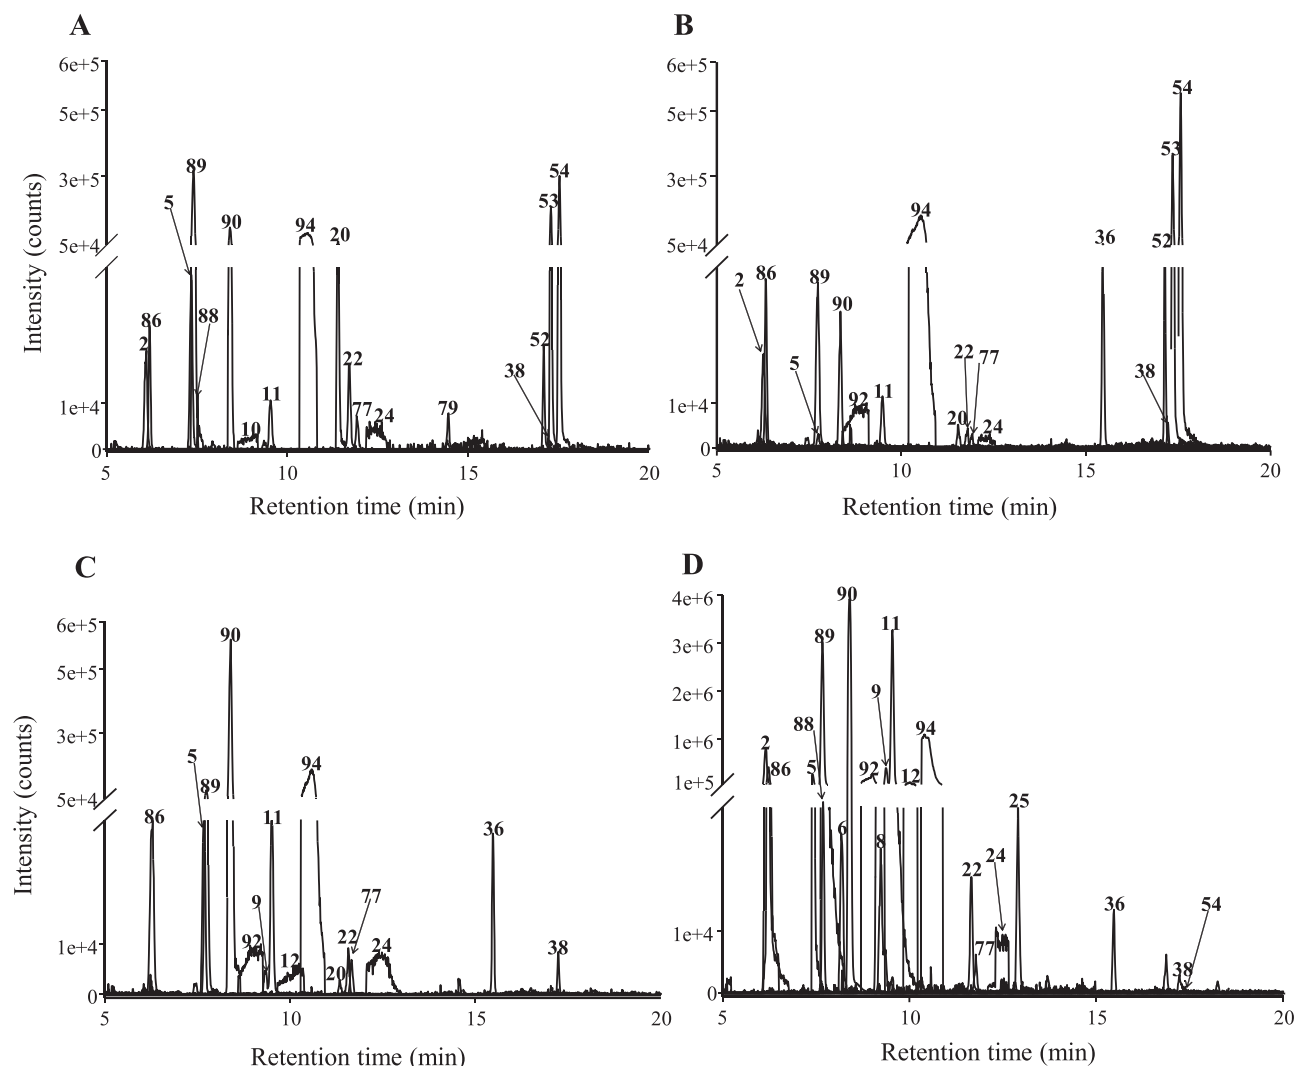 A
6e+5
5e+5
3e+5
5e+4
1e+4
0
Intensity (counts)
89
5
90
94
20
54
53
86
2
88
22
52
38
11
77
24
10
79
5
10
15
20
Retention time (min)
B
6e+5
5e+5
3e+5
5e+4
1e+4
0
54
53
94
36
52
2
86
89
90
5
22
77
38
92
11
20
24
5
10
15
20
Retention time (min)
C
6e+5
5e+5
3e+5
5e+4
1e+4
0
Intensity (counts)
90
5
89
94
86
11
36
9
77
92
12
22
24
20
38
5
10
15
20
Retention time (min)
D
4e+6
3e+6
2e+6
1e+6
1e+5
1e+4
0
90
89
11
9
88
2
86
5
92
12
94
25
6
8
22
24
36
54
77
38
5
10
15
20
Retention time (min)